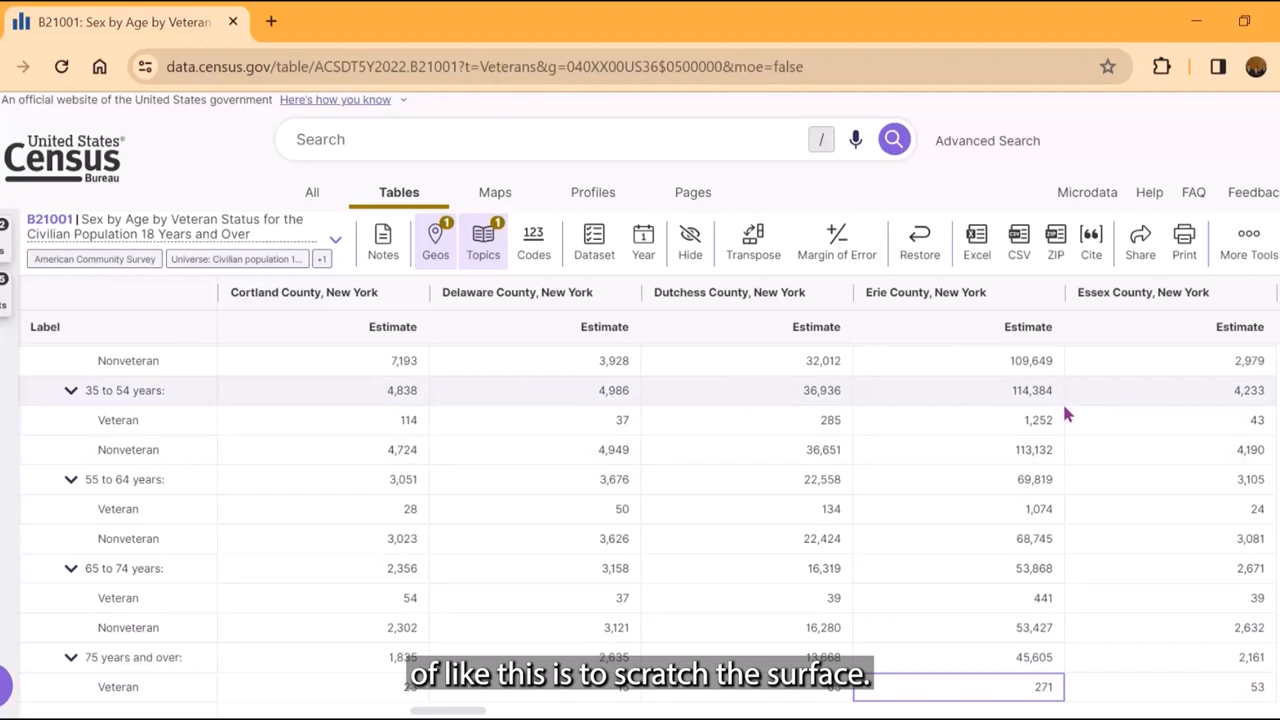 B21001: Sex by Age by Veteran
data.census.gov/table/ACSDT5Y2022.B21001?t=Veterans&g=040XX00US36$0500000&moe=false
An official website of the United States government Here's how you know
United States® Census Bureau
Search / Advanced Search
All Tables Maps Profiles Pages Microdata Help FAQ Feedbac
B21001 | Sex by Age by Veteran Status for the
Civilian Population 18 Years and Over
American Community Survey Universe: Civilian population 1... +1
Notes 1 Geos 1 Topics 123 Codes Dataset 1 Year Hide Transpose Margin of Error Restore Excel CSV ZIP Cite Share Print More Tools
Cortland County, New York Delaware County, New York Dutchess County, New York Erie County, New York Essex County, New York
Label Estimate Estimate Estimate Estimate Estimate
Nonveteran 7,193 3,928 32,012 109,649 2,979
35 to 54 years: 4,838 4,986 36,936 114,384 4,233
Veteran 114 37 285 1,252 43
Nonveteran 4,724 4,949 36,651 113,132 4,190
55 to 64 years: 3,051 3,676 22,558 69,819 3,105
Veteran 28 50 134 1,074 24
Nonveteran 3,023 3,626 22,424 68,745 3,081
65 to 74 years: 2,356 3,158 16,319 53,868 2,671
Veteran 54 37 39 441 39
Nonveteran 2,302 3,121 16,280 53,427 2,632
75 years and over: 45,605 2,161
of like this is to scratch the surface.
Veteran 271 53